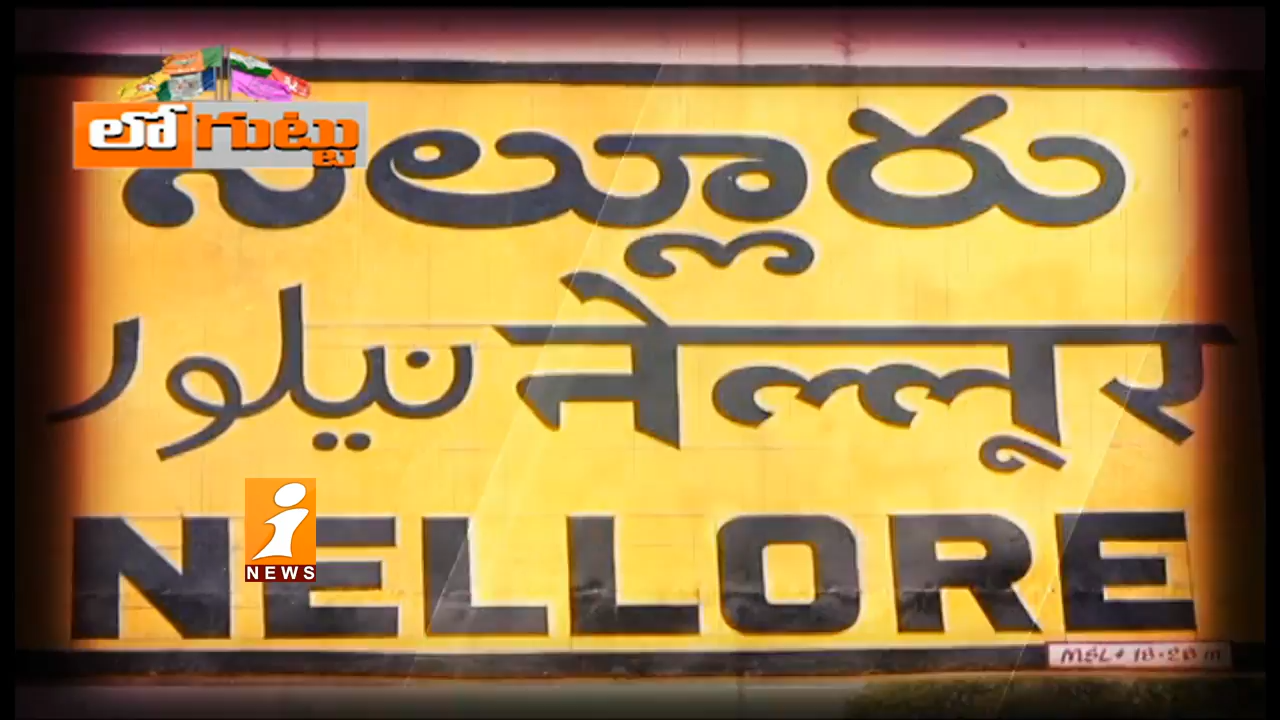 లోగుట్టు
నెల్లూరు
نیلور नेल्लूर
NELLORE
i
NEWS
MSL + 18.28 m